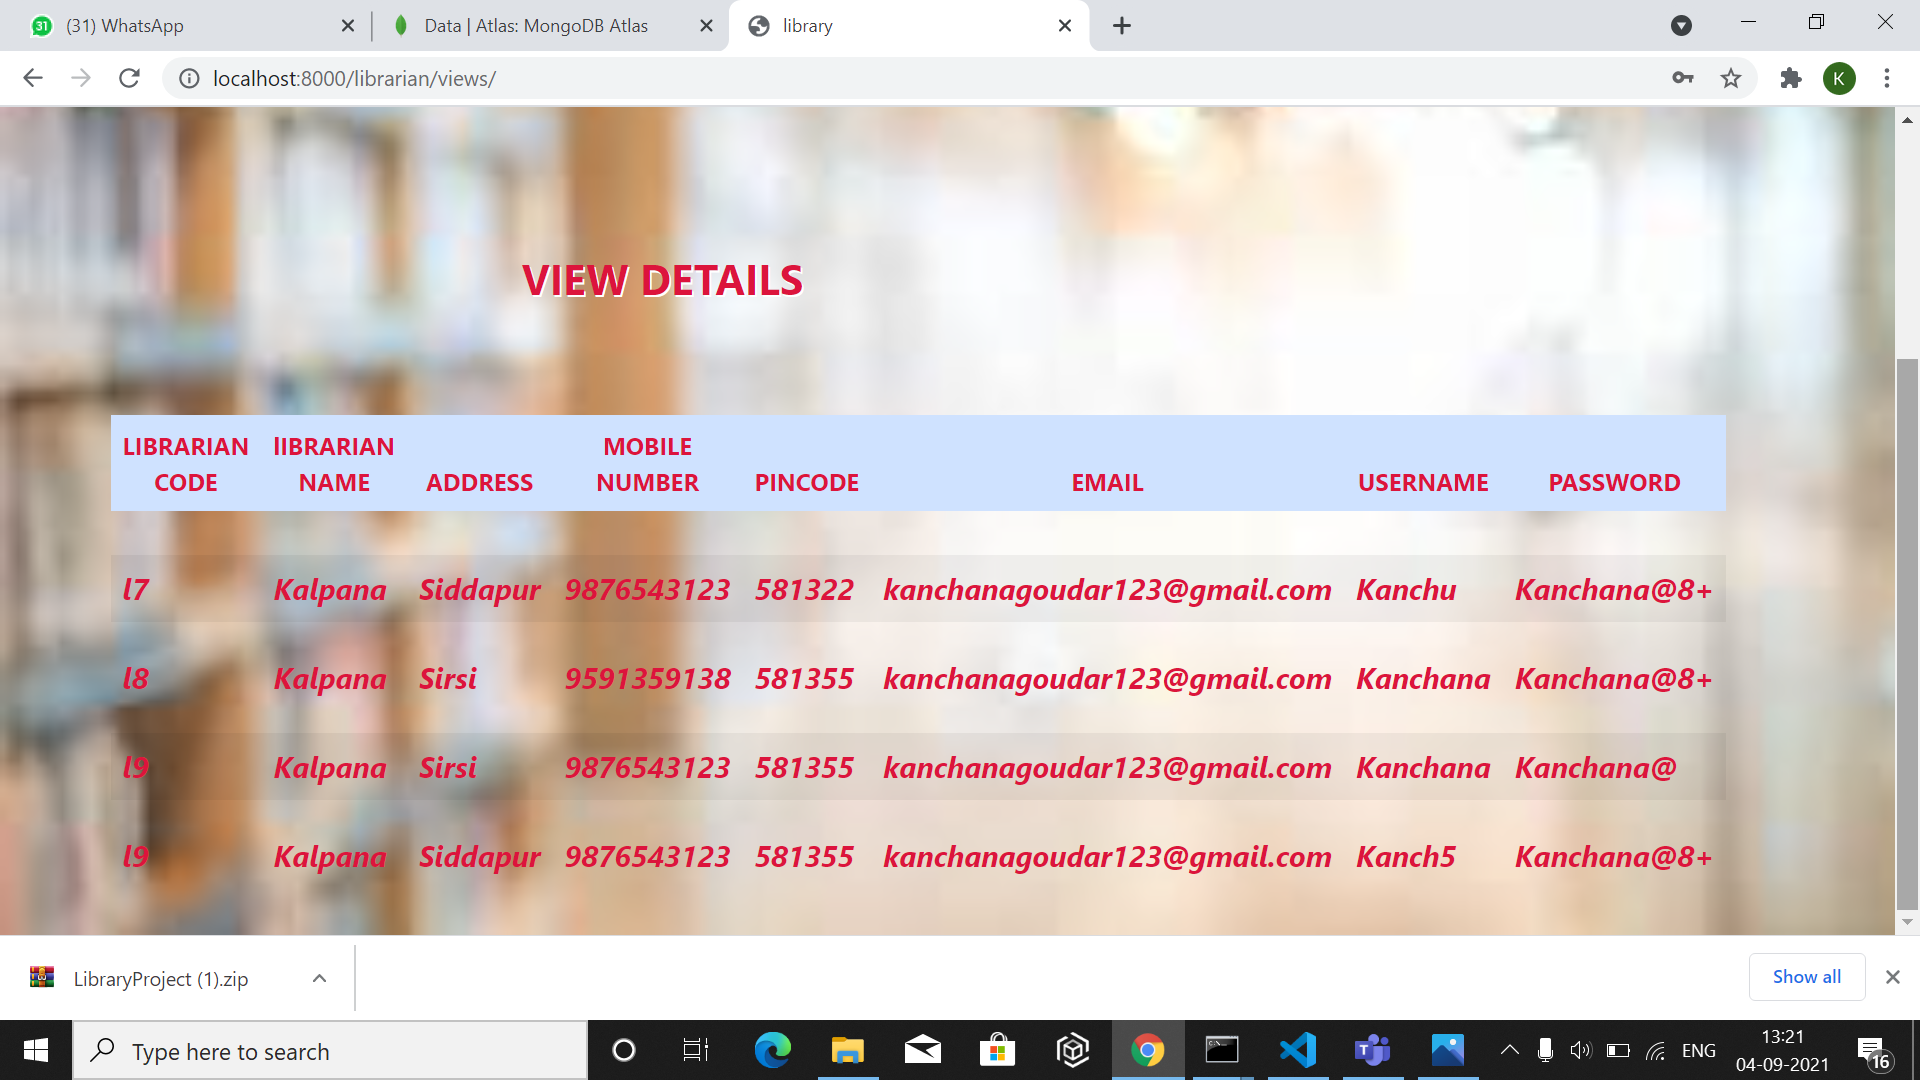 31 (31) WhatsApp
Data | Atlas: MongoDB Atlas
library
localhost:8000/librarian/views/
K
VIEW DETAILS
LIBRARIAN CODE lIBRARIAN NAME ADDRESS MOBILE NUMBER PINCODE EMAIL USERNAME PASSWORD
l7 Kalpana Siddapur 9876543123 581322 kanchanagoudar123@gmail.com Kanchu Kanchana@8+
l8 Kalpana Sirsi 9591359138 581355 kanchanagoudar123@gmail.com Kanchana Kanchana@8+
l9 Kalpana Sirsi 9876543123 581355 kanchanagoudar123@gmail.com Kanchana Kanchana@
l9 Kalpana Siddapur 9876543123 581355 kanchanagoudar123@gmail.com Kanch5 Kanchana@8+
LibraryProject (1).zip
Show all
Type here to search
ENG
13:21
04-09-2021
16